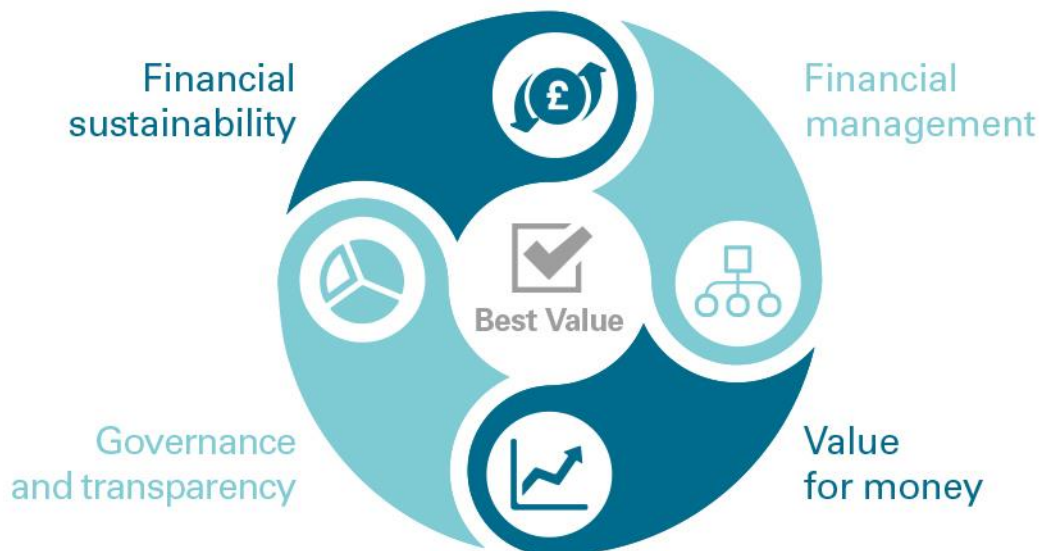 Financial
sustainability
Financial
management
£
Best Value
Governance
and transparency
Value
for money